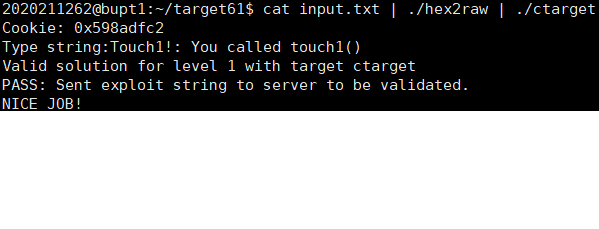 2020211262@bupt1:~/target61$ cat input.txt | ./hex2raw | ./ctarget
Cookie: 0x598adfc2
Type string:Touch1!: You called touch1()
Valid solution for level 1 with target ctarget
PASS: Sent exploit string to server to be validated.
NICE JOB!